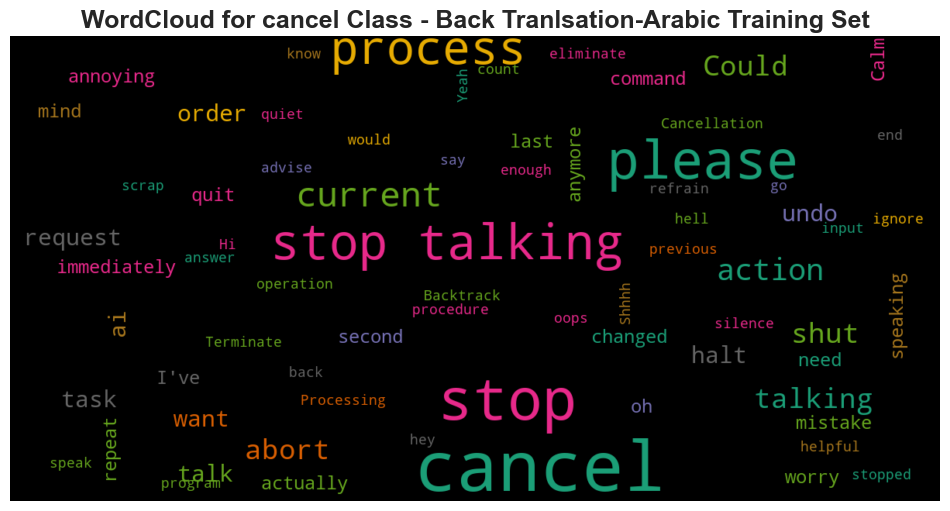 WordCloud for cancel Class - Back Tranlsation-Arabic Training Set
know
process
eliminate
Calm
annoying
Yeah
count
command
Could
mind
order
quiet
would
last
anymore
Cancellation
end
advise
say
enough
please
scrap
quit
current
refrain
go
undo
ignore
hell
input
request
Hi
stop talking
previous
immediately
answer
action
operation
Backtrack
procedure
Shhhh
speaking
ai
oops
silence
Terminate
second
changed
shut
halt
need
I've
back
task
Processing
stop
oh
talking
want
mistake
repeat
abort
hey
helpful
speak
talk
program
actually
cancel
worry
stopped